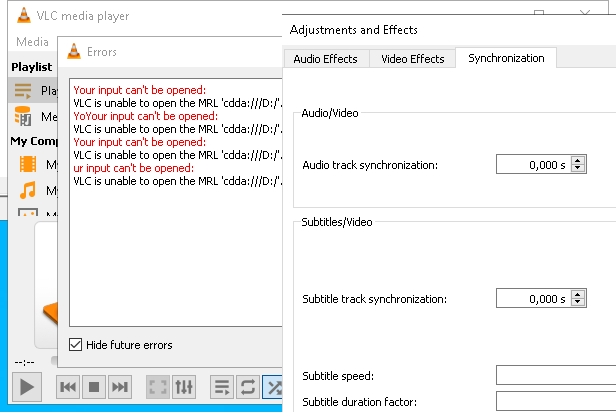 VLC media player
Media
Errors
Adjustments and Effects
Audio Effects
Video Effects
Synchronization
Playlist
My Comp
Your input can't be opened:
VLC is unable to open the MRL 'cdda:///D:/'.
YoYour input can't be opened:
VLC is unable to open the MRL 'cdda:///D:/'.
Your input can't be opened:
VLC is unable to open the MRL 'cdda:///D:/'.
ur input can't be opened:
VLC is unable to open the MRL 'cdda:///D:/'.
Hide future errors
--:--
Audio/Video
Audio track synchronization:
0,000 s
Subtitles/Video
Subtitle track synchronization:
0,000 s
Subtitle speed:
Subtitle duration factor: